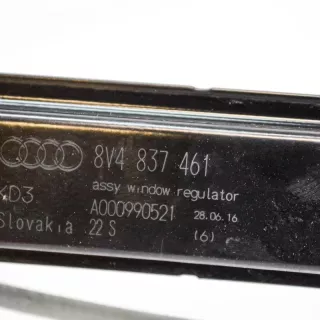 8V4 837 461
assy window regulator
KD3 A000990521 28.06.16
Slovakia 22 S (6)